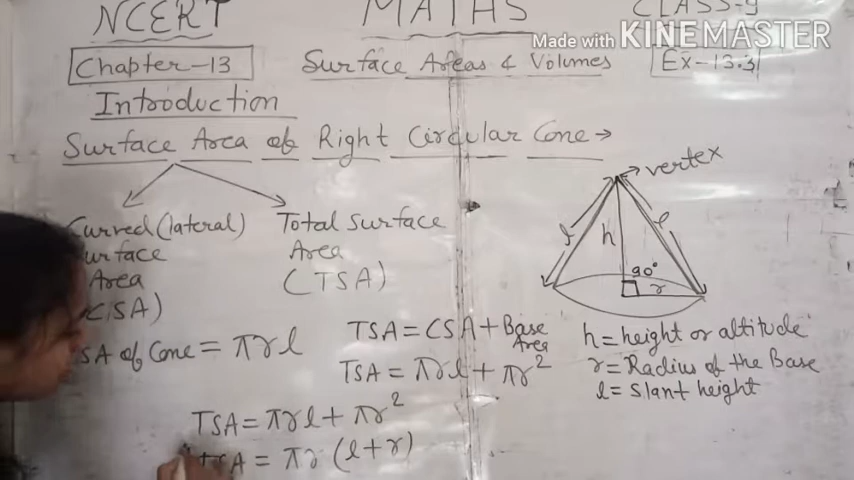 NCERT MATHS CLASS-9
Made with KINEMASTER
Chapter-13 Surface Areas & Volumes Ex-13.3
Introduction
Surface Area of Right Circular Cone →
vertex
Curved (lateral) Total Surface
urface Area
Area (TSA)
CSA)
l h l
90°
r
SA of Cone = πrl
TSA = CSA + Base Area
TSA = πrl + πr²
h = height or altitude
r = Radius of the Base
l = Slant height
TSA = πrl + πr²
TSA = πr (l + r)